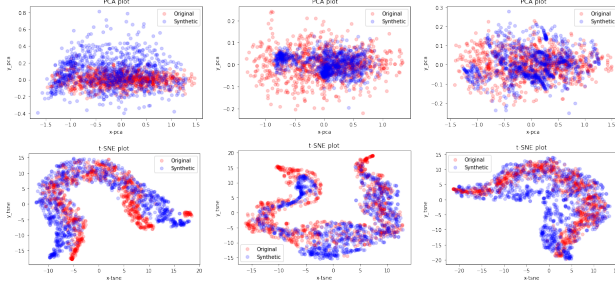 PCA plot
PCA plot
PCA plot
Original
Synthetic
Original
Synthetic
Original
Synthetic
y_pca
0.8
0.6
0.4
0.2
0.0
-0.2
-0.4
-1.5 -1.0 -0.5 0.0 0.5 1.0 1.5
x-pca
y_pca
0.2
0.1
0.0
-0.1
-0.2
-1.0 -0.5 0.0 0.5 1.0
x-pca
y_pca
0.2
0.1
0.0
-0.1
-0.2
-1.0 -0.5 0.0 0.5 1.0 1.5
x-pca
t SNE plot
t SNE plot
t SNE plot
Original
Synthetic
Original
Synthetic
Original
Synthetic
y_tsne
15
10
5
0
-5
-10
-15
-10 -5 0 5 10 15 20
x-tsne
y_tsne
20
15
10
5
0
-5
-10
-15
-15 -10 -5 0 5 10
x-tsne
y_tsne
15
10
5
0
-5
-10
-15
-20
-20 -15 -10 -5 0 5 10
x-tsne